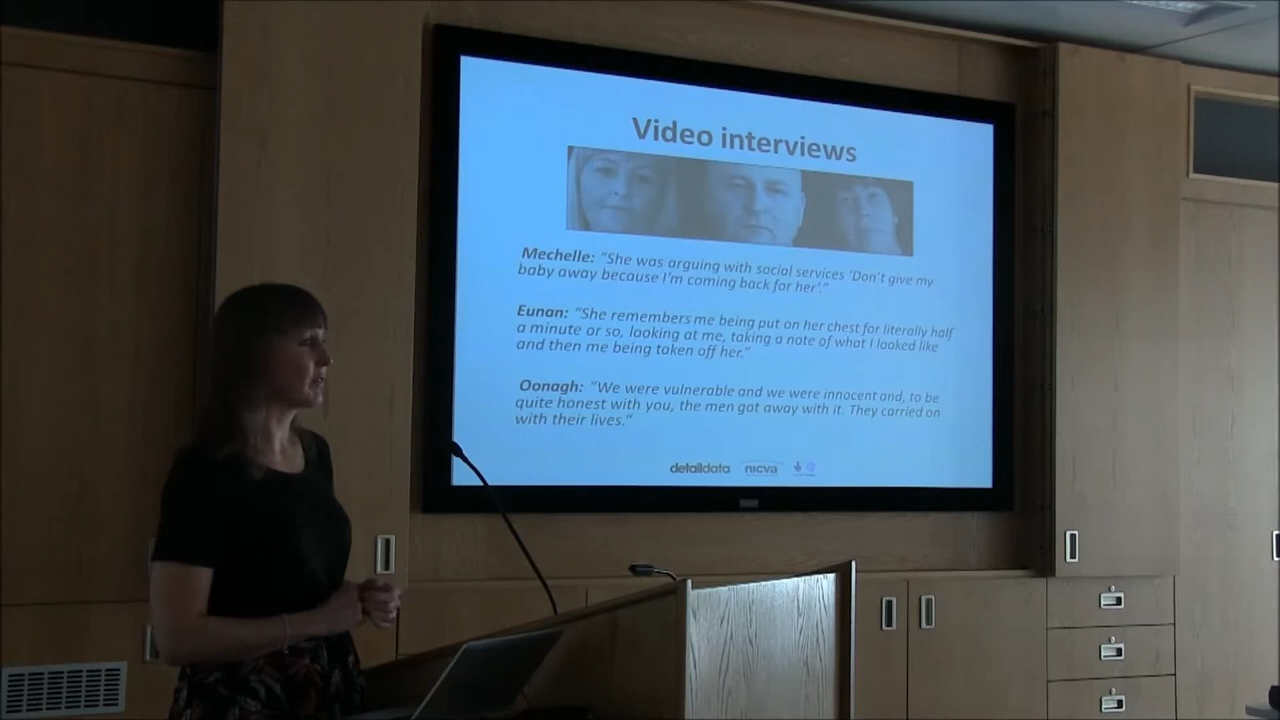 Video interviews
Mechelle: “She was arguing with social services ‘Don’t give my
baby away because I’m coming back for her’.”
Eunan: “She remembers me being put on her chest for literally half
a minute or so, looking at me, taking a note of what I looked like
and then me being taken off her.”
Oonagh: “We were vulnerable and we were innocent and, to be
quite honest with you, the men got away with it. They carried on
with their lives.“
detaildata nicva